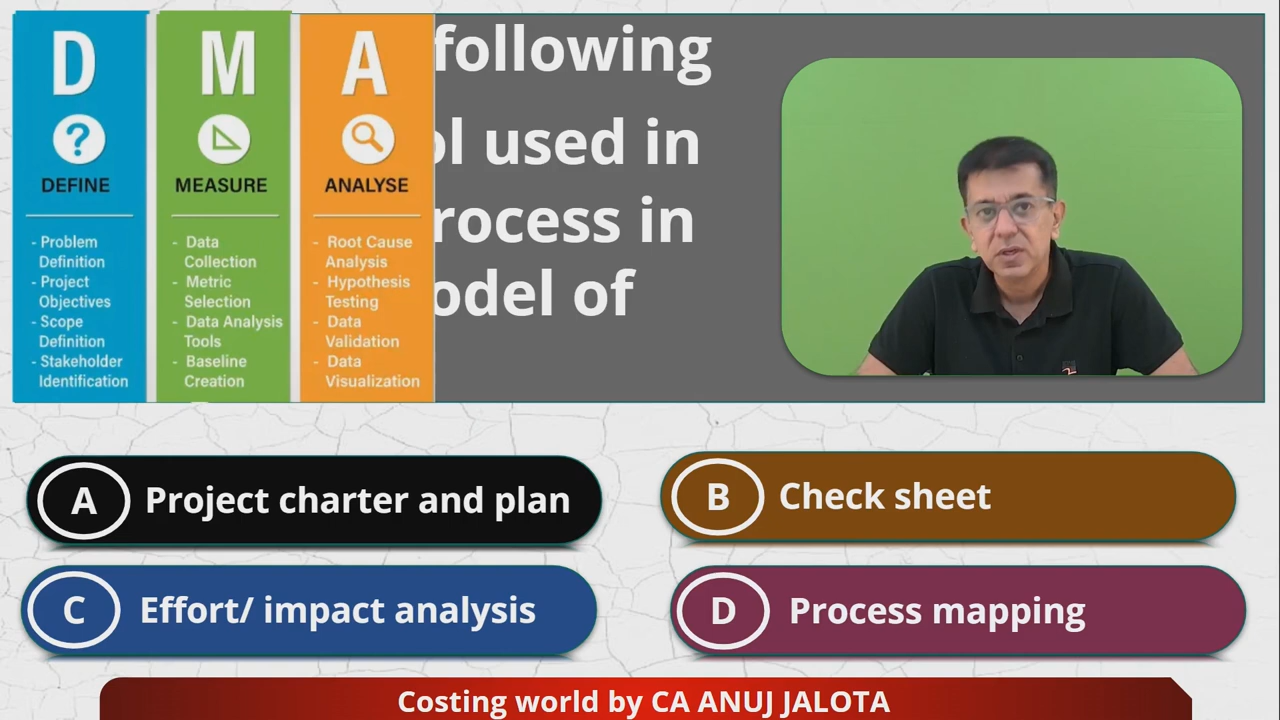 D
DEFINE
- Problem
Definition
- Project
Objectives
- Scope
Definition
- Stakeholder
Identification
M
MEASURE
- Data
Collection
- Metric
Selection
- Data Analysis
Tools
- Baseline
Creation
A
ANALYSE
- Root Cause
Analysis
- Hypothesis
Testing
- Data
Validation
- Data
Visualization
following
ol used in
rocess in
odel of
A Project charter and plan
B Check sheet
C Effort/ impact analysis
D Process mapping
Costing world by CA ANUJ JALOTA